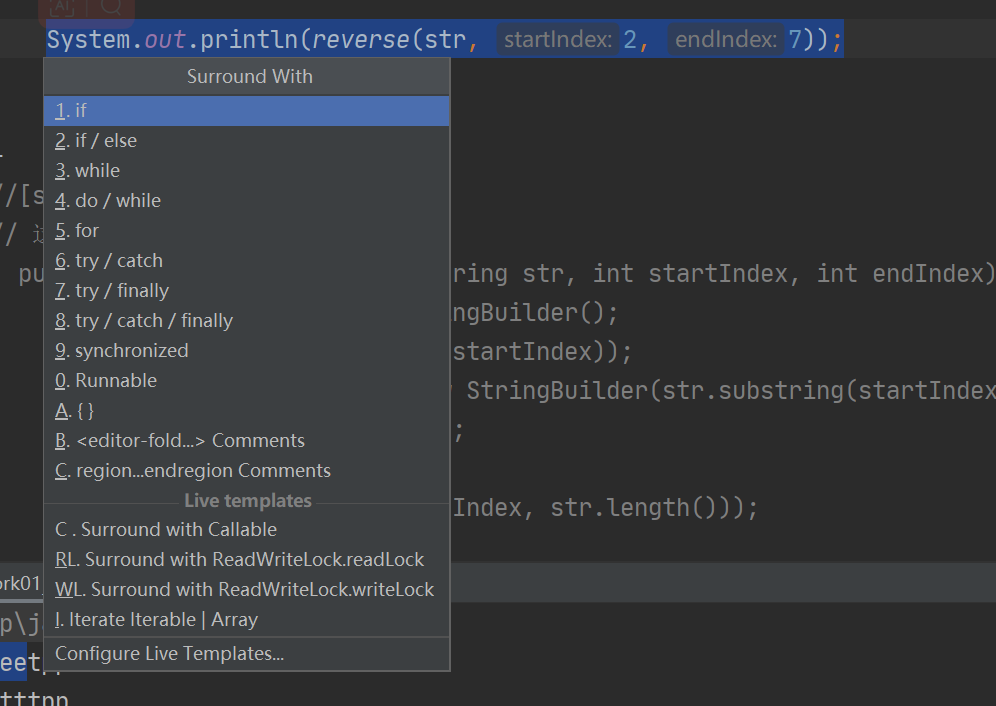 System.out.println(reverse(str, startIndex: 2, endIndex: 7));
Surround With
1. if
2. if / else
3. while
4. do / while
//[s
5. for
//
6. try / catch
pu
ring str, int startIndex, int endIndex)
7. try / finally
ngBuilder();
8. try / catch / finally
9. synchronized
startIndex));
0. Runnable
StringBuilder(str.substring(startIndex
A. { }
;
B. <editor-fold...> Comments
C. region...endregion Comments
Live templates
Index, str.length()));
C . Surround with Callable
RL. Surround with ReadWriteLock.readLock
ork01
WL. Surround with ReadWriteLock.writeLock
p\j
I. Iterate Iterable | Array
Configure Live Templates...